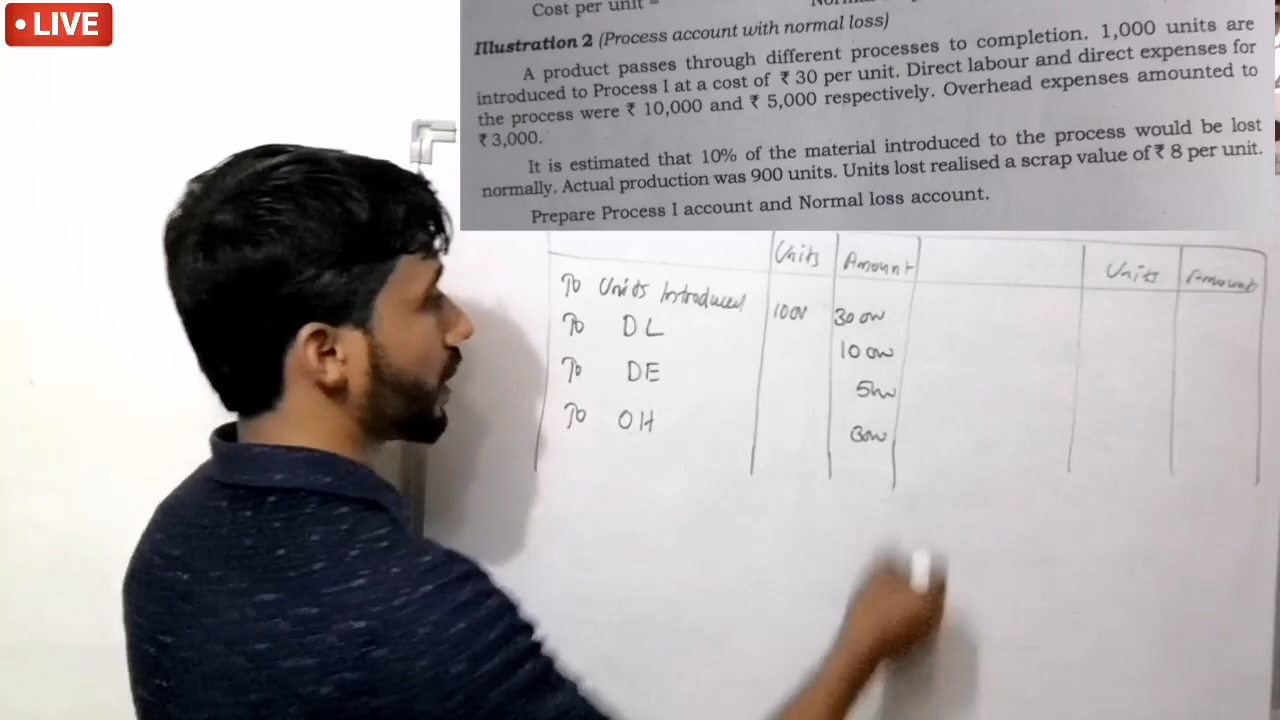 • LIVE
Cost per unit =
Illustration 2 (Process account with normal loss)
A product passes through different processes to completion. 1,000 units are
introduced to Process I at a cost of ₹ 30 per unit. Direct labour and direct expenses for
the process were ₹ 10,000 and ₹ 5,000 respectively. Overhead expenses amounted to
₹ 3,000.
It is estimated that 10% of the material introduced to the process would be lost
normally. Actual production was 900 units. Units lost realised a scrap value of ₹ 8 per unit.
Prepare Process I account and Normal loss account.
Units Amount Units Amount
To Units Introduced 1000 30000
To DL 10000
To DE 5000
To OH 3000